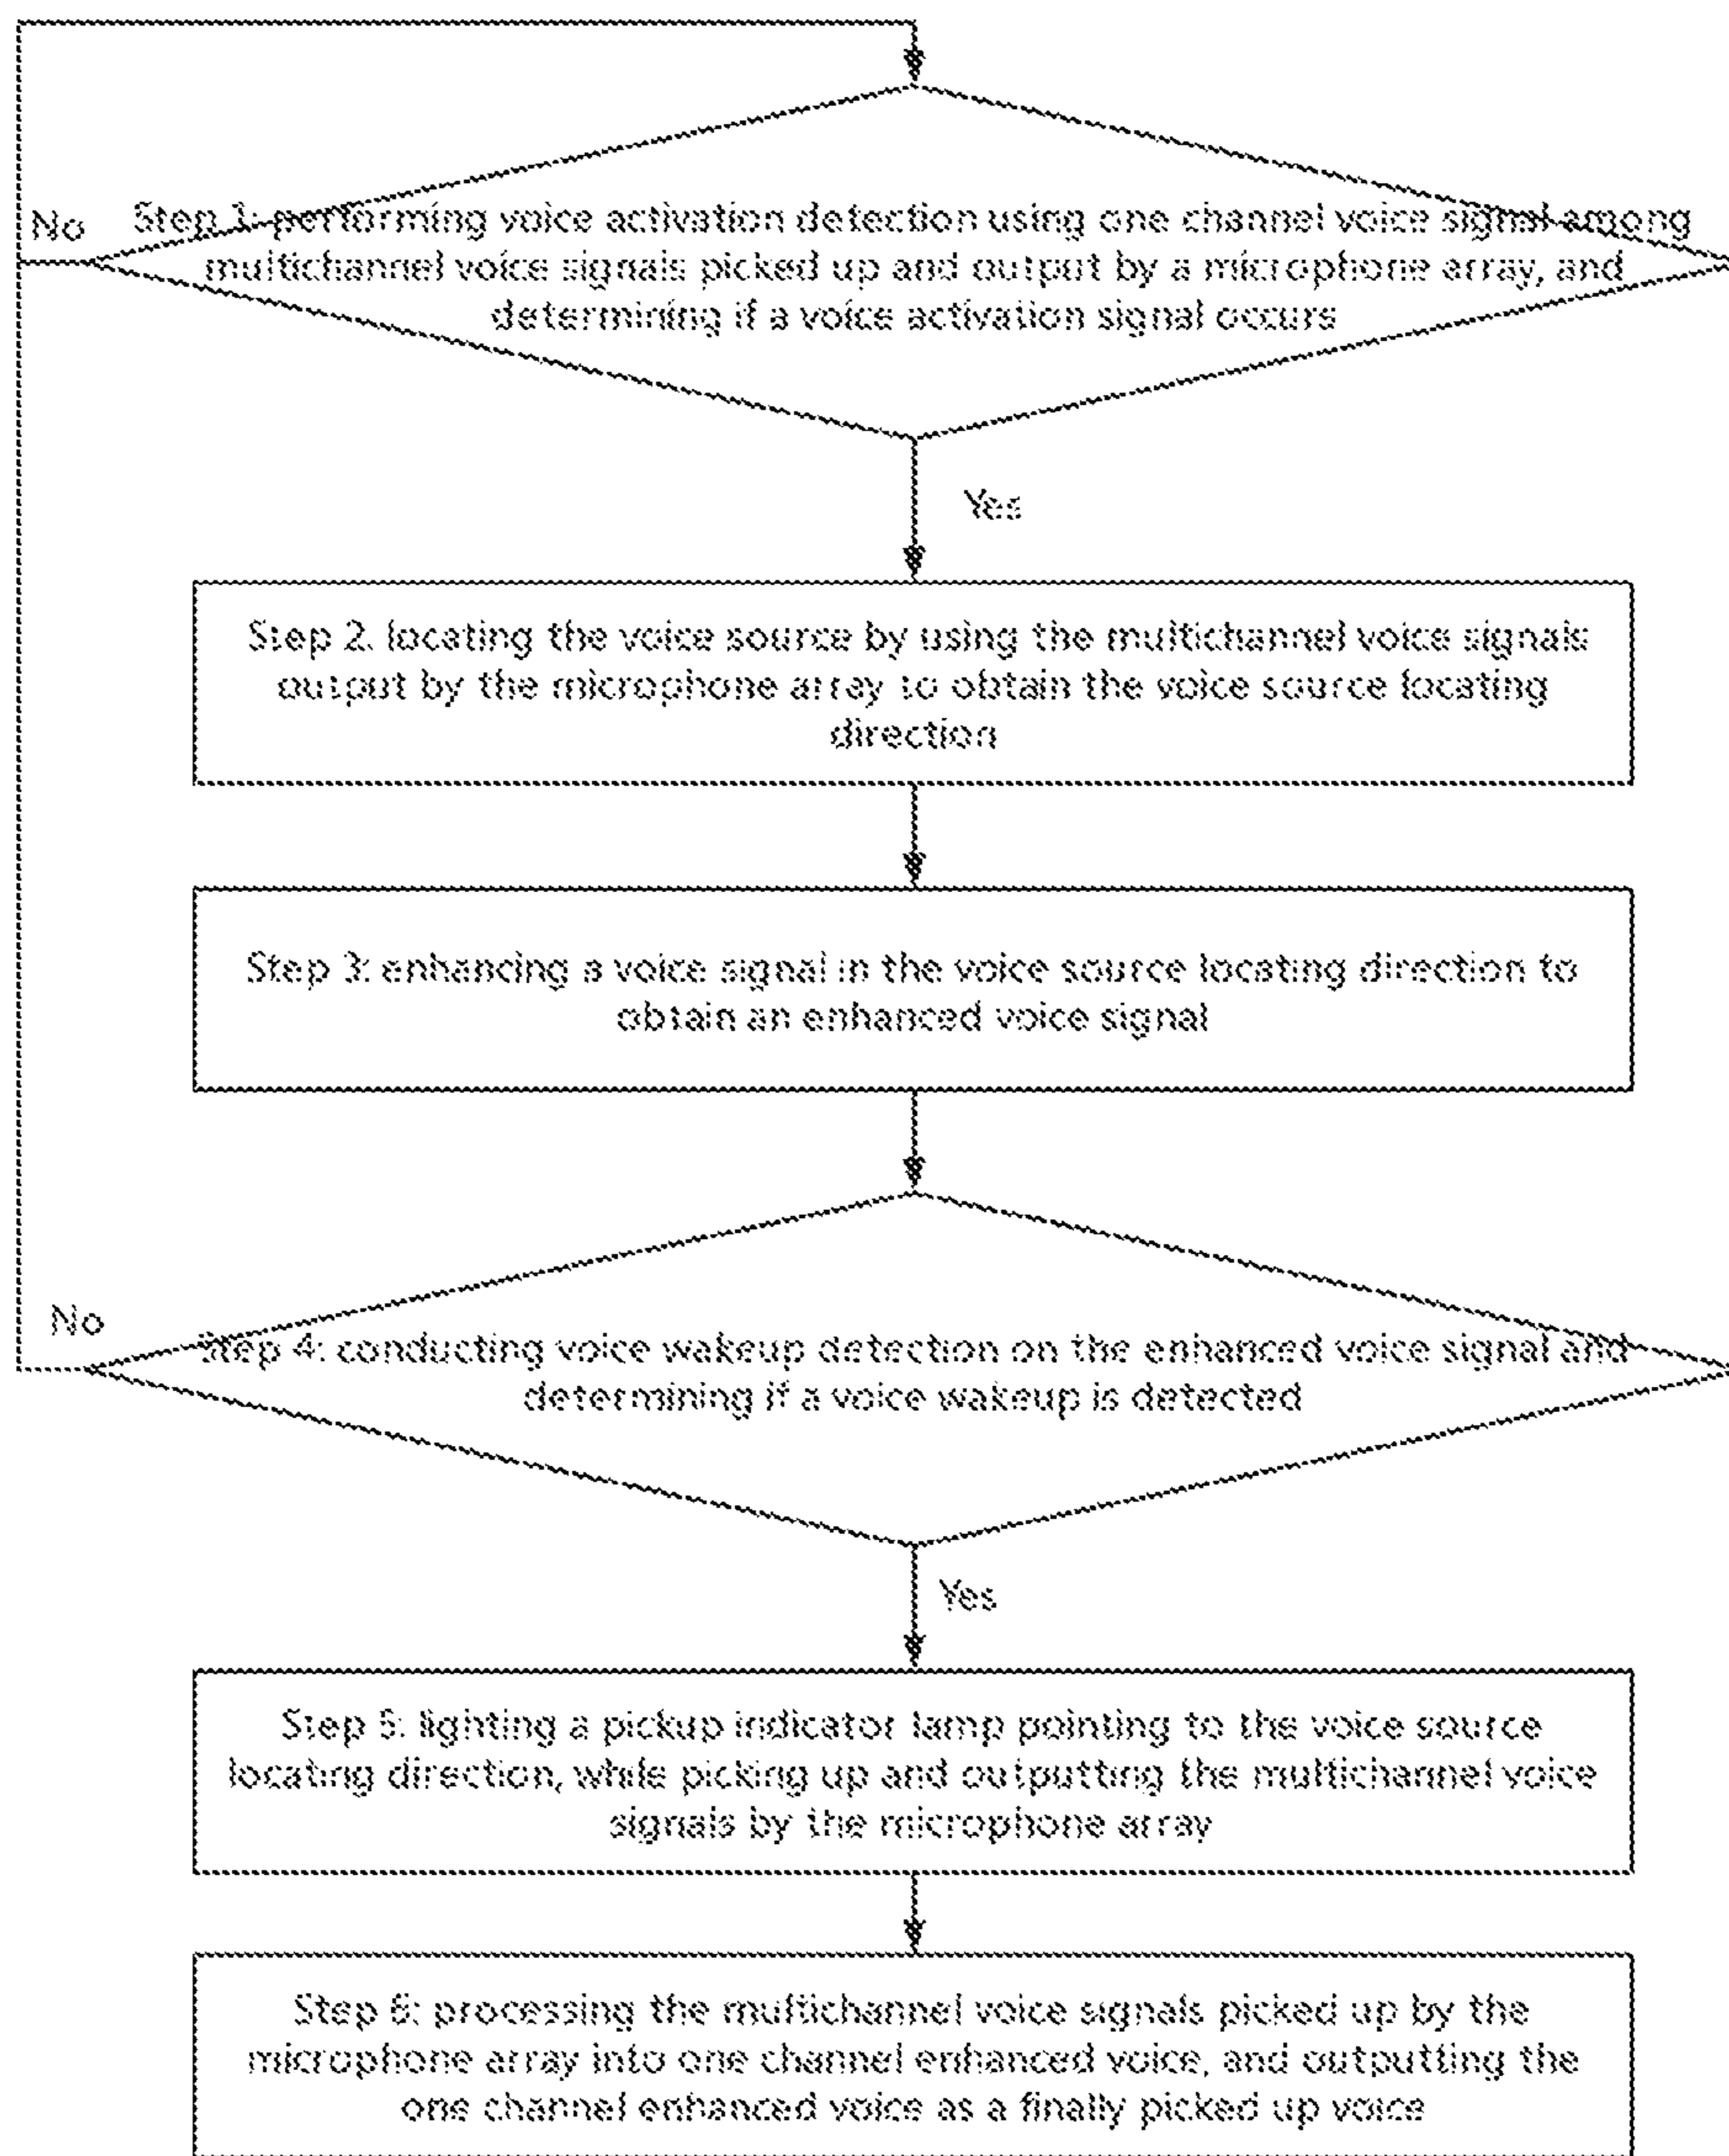 No
Step 1: performing voice activation detection using one channel voice signal among
multichannel voice signals picked up and output by a microphone array, and
determining if a voice activation signal occurs
Yes
Step 2. locating the voice source by using the multichannel voice signals
output by the microphone array to obtain the voice source locating
direction
Step 3: enhancing a voice signal in the voice source locating direction to
obtain an enhanced voice signal
No
Step 4: conducting voice wakeup detection on the enhanced voice signal and
determining if a voice wakeup is detected
Yes
Step 5: lighting a pickup indicator lamp pointing to the voice source
locating direction, while picking up and outputting the multichannel voice
signals by the microphone array
Step 6: processing the multichannel voice signals picked up by the
microphone array into one channel enhanced voice, and outputting the
one channel enhanced voice as a finally picked up voice